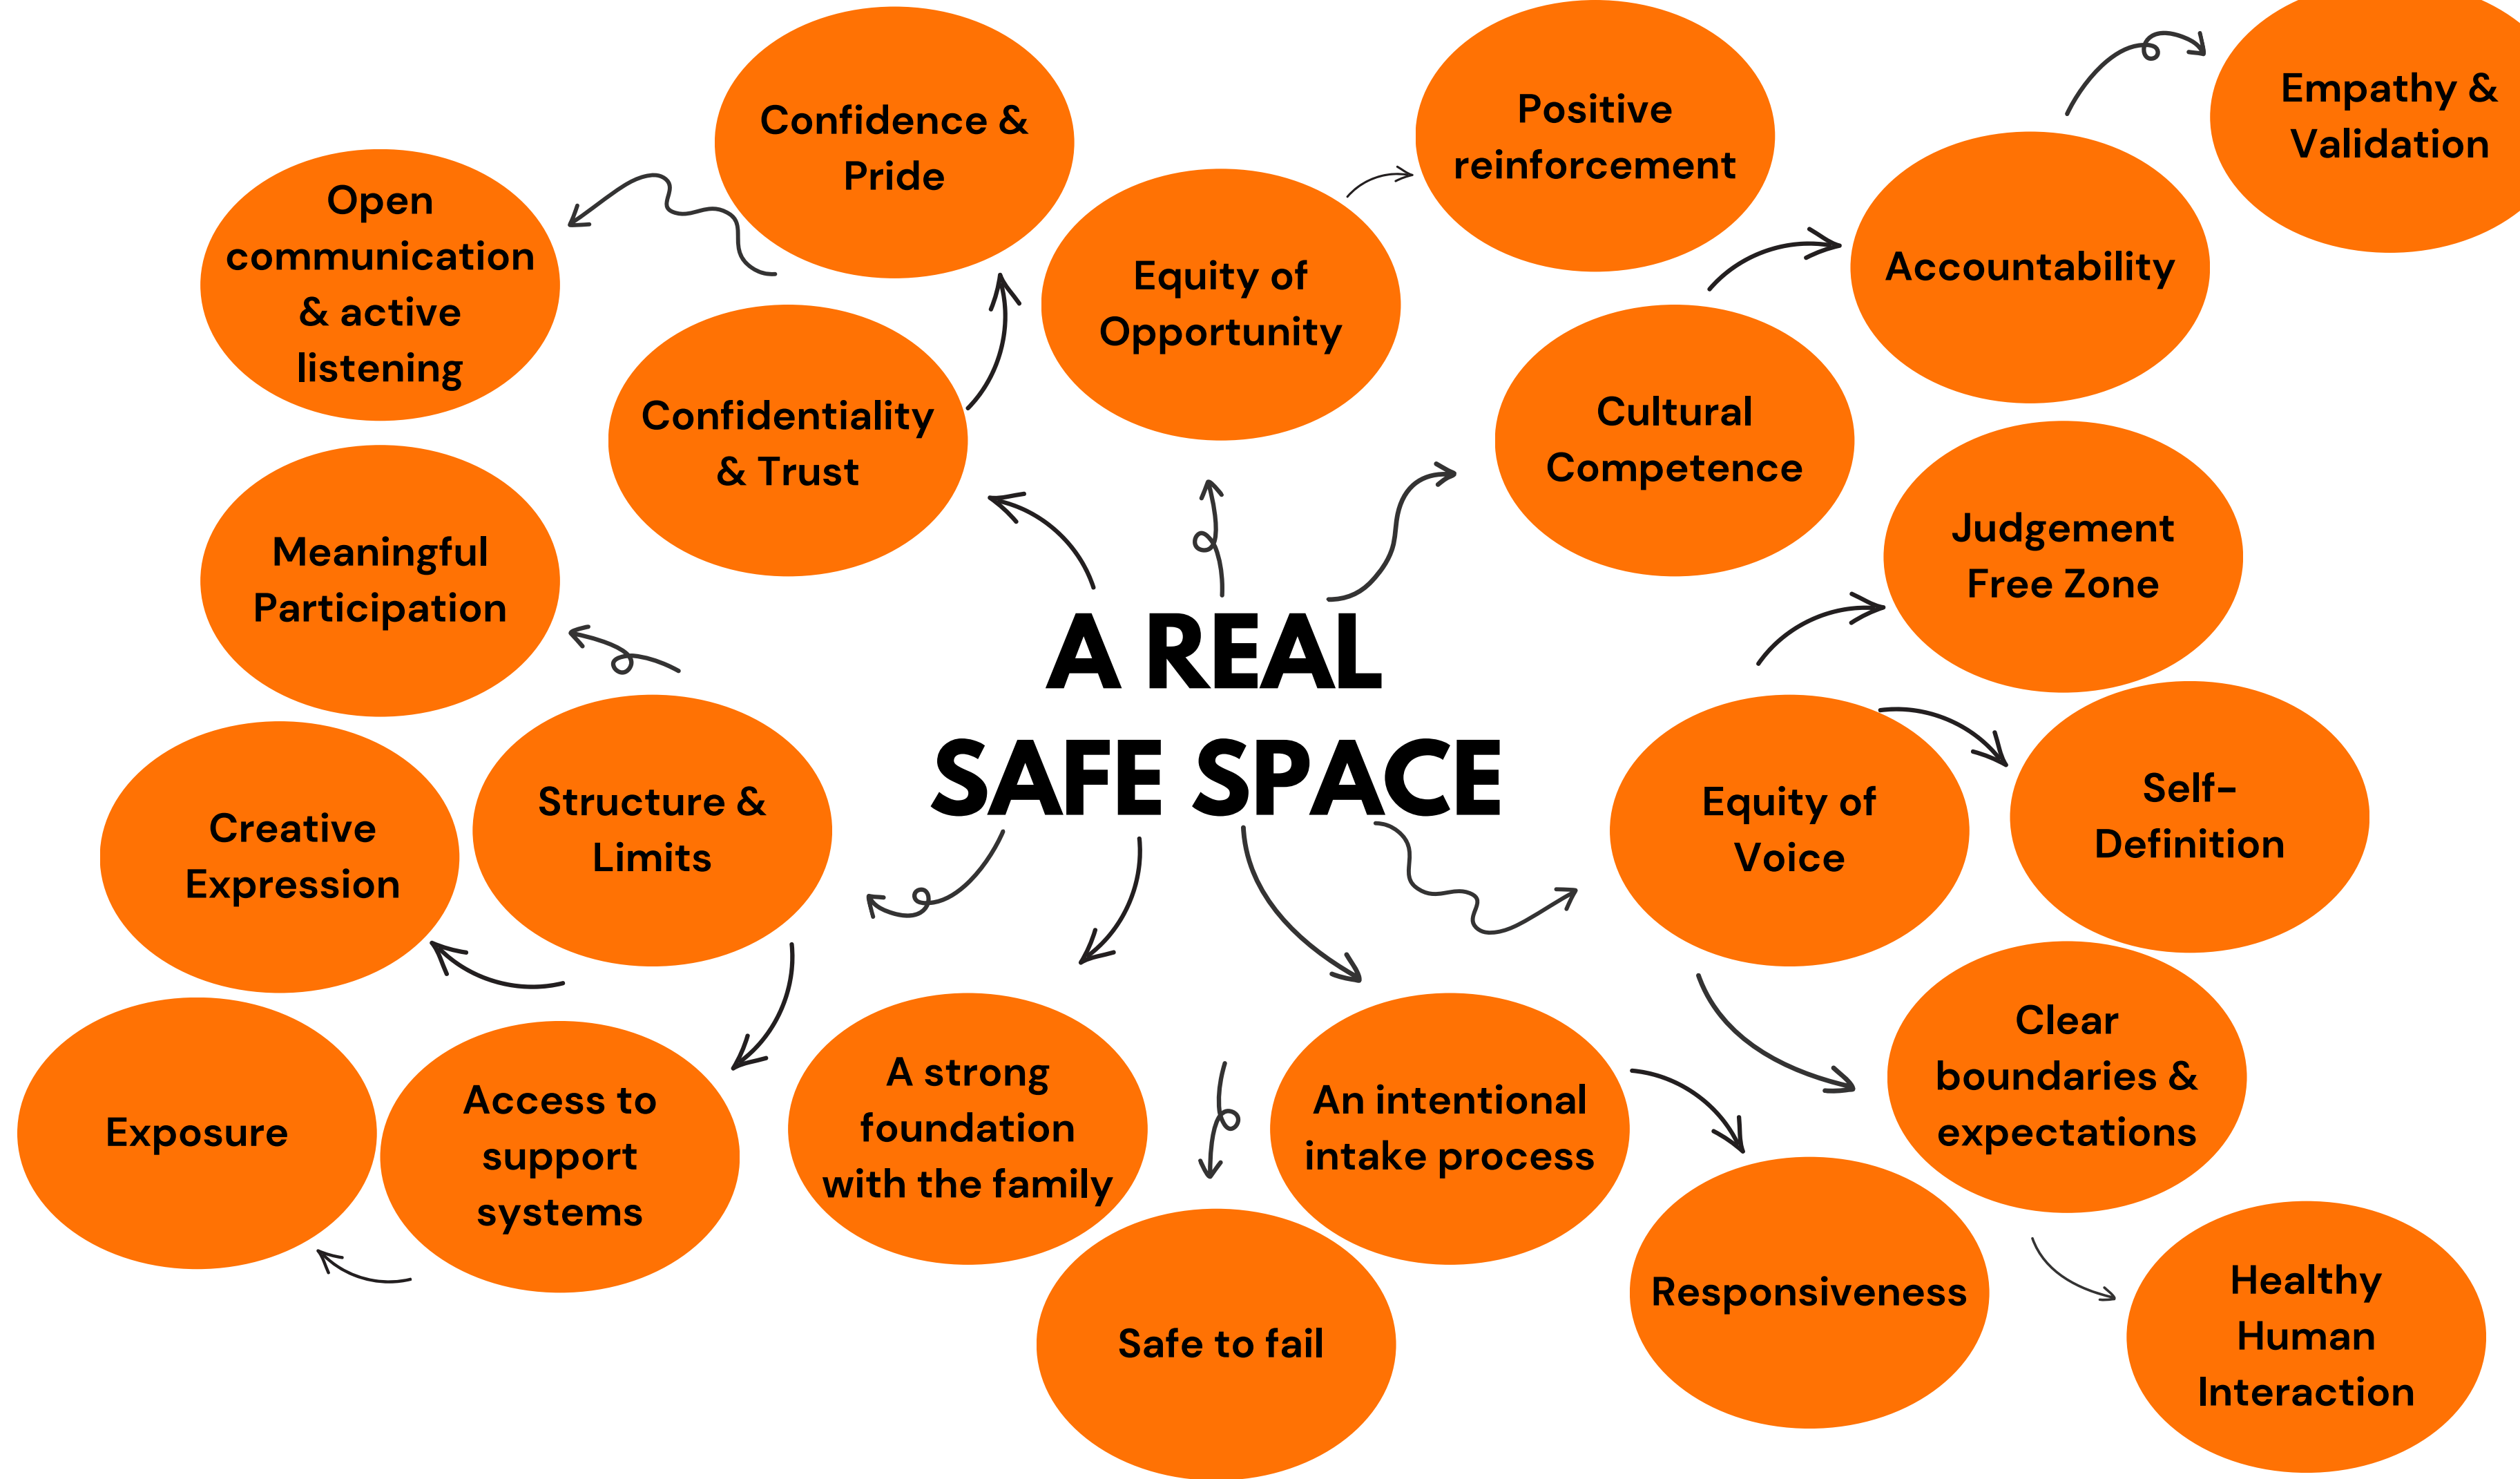 Confidence &
Pride
Positive
reinforcement
Empathy &
Validation
Open
communication
& active
listening
Equity of
Opportunity
Accountability
Confidentiality
& Trust
Cultural
Competence
Meaningful
Participation
Judgement
Free Zone
A REAL
SAFE SPACE
Creative
Expression
Structure &
Limits
Equity of
Voice
Self-
Definition
Exposure
Access to
support
systems
A strong
foundation
with the family
An intentional
intake process
Clear
boundaries &
expectations
Safe to fail
Responsiveness
Healthy
Human
Interaction